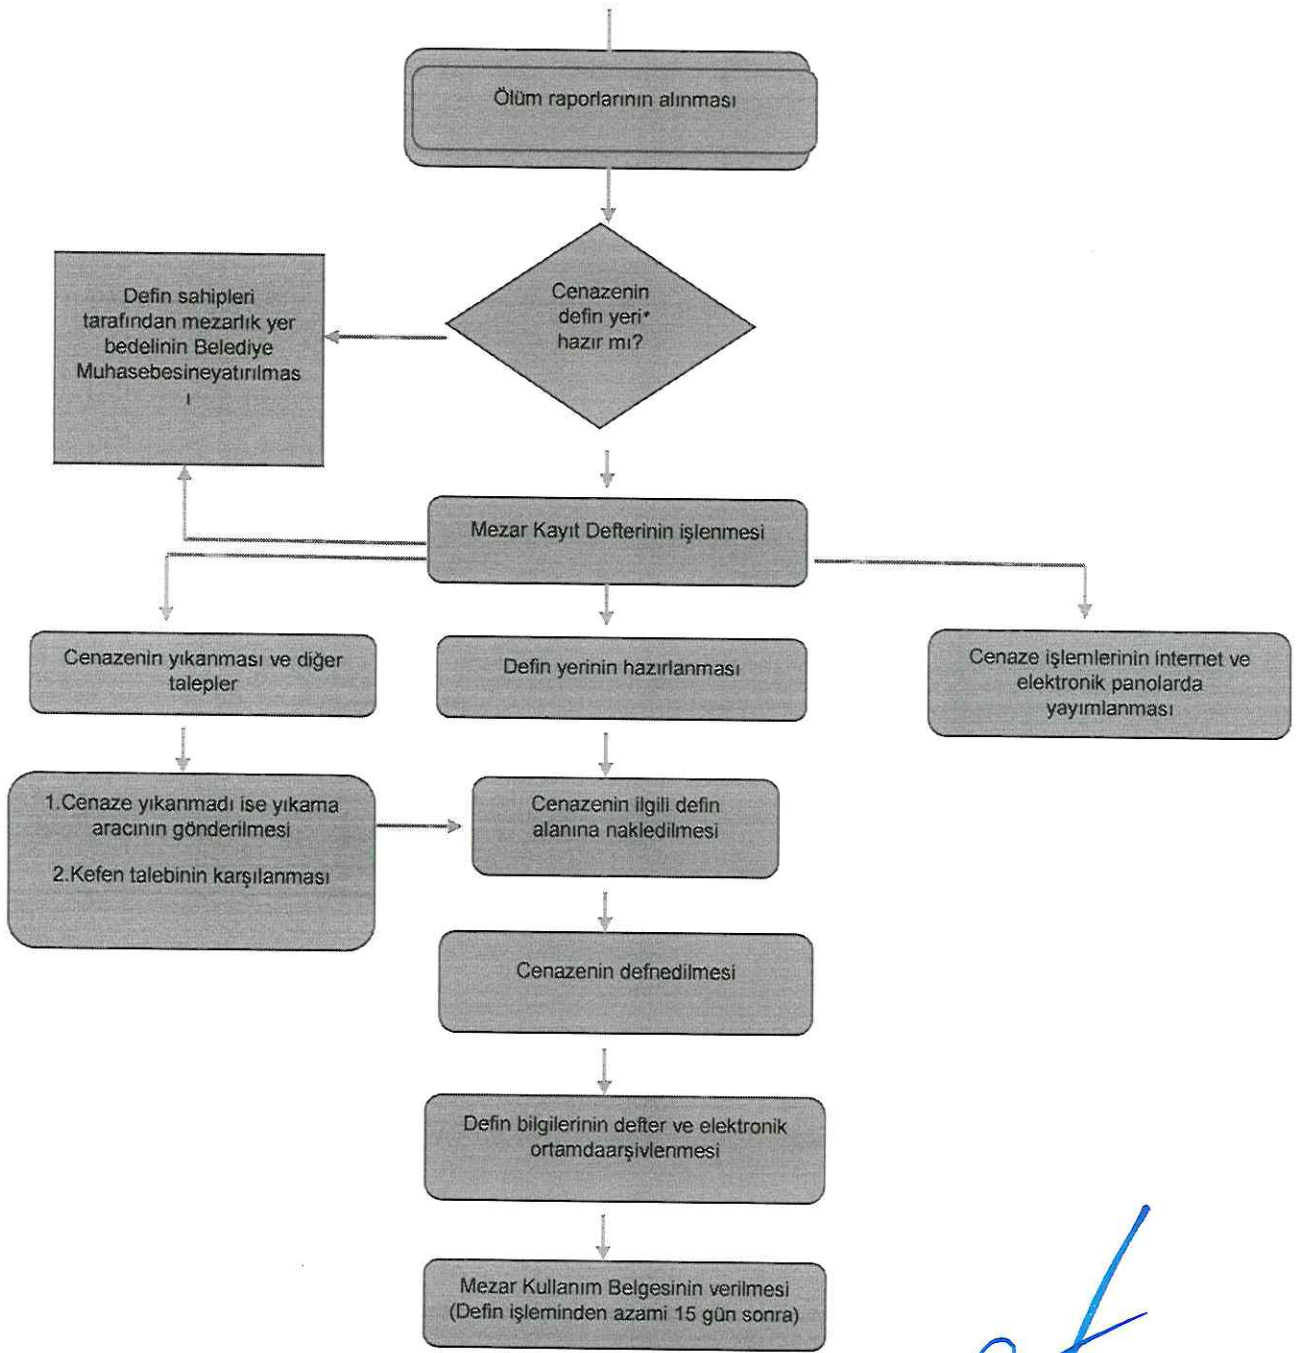 Ölüm raporlarının alınması
Cenazenin
defin yeri*
hazır mı?
Defin sahipleri
tarafından mezarlık yer
bedelinin Belediye
Muhasebesineyatırılmas
ı
Mezar Kayıt Defterinin işlenmesi
Cenazenin yıkanması ve diğer
talepler
Defin yerinin hazırlanması
Cenaze işlemlerinin internet ve
elektronik panolarda
yayımlanması
1.Cenaze yıkanmadı ise yıkama
aracının gönderilmesi
2.Kefen talebinin karşılanması
Cenazenin ilgili defin
alanına nakledilmesi
Cenazenin defnedilmesi
Defin bilgilerinin defter ve elektronik
ortamdaarşivlenmesi
Mezar Kullanım Belgesinin verilmesi
(Defin işleminden azami 15 gün sonra)